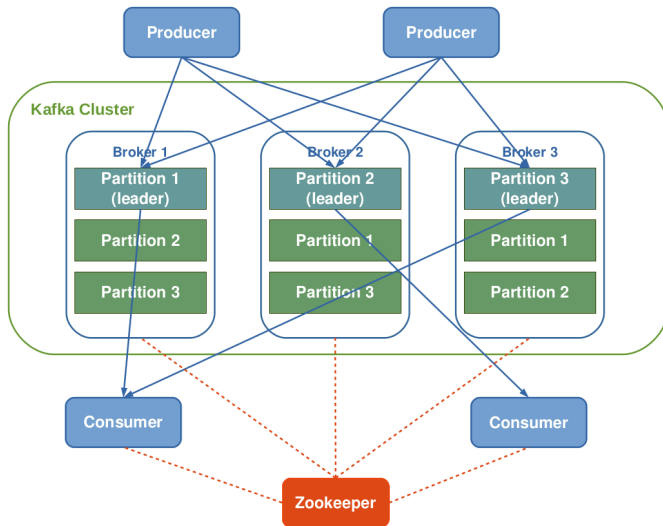 Producer
Producer
Kafka Cluster
Broker 1
Broker 2
Broker 3
Partition 1
(leader)
Partition 2
(leader)
Partition 3
(leader)
Partition 2
Partition 1
Partition 1
Partition 3
Partition 3
Partition 2
Consumer
Consumer
Zookeeper